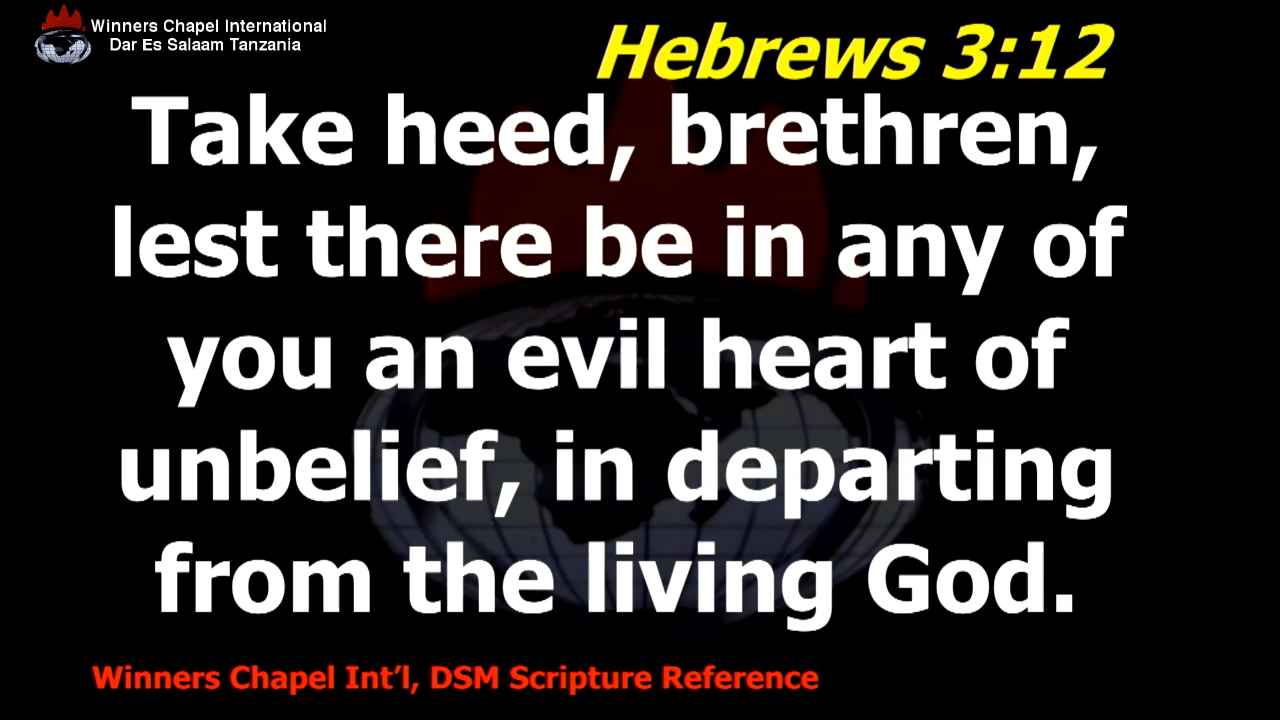 Winners Chapel International
Dar Es Salaam Tanzania
Hebrews 3:12
Take heed, brethren,
lest there be in any of
you an evil heart of
unbelief, in departing
from the living God.
Winners Chapel Int’l, DSM Scripture Reference